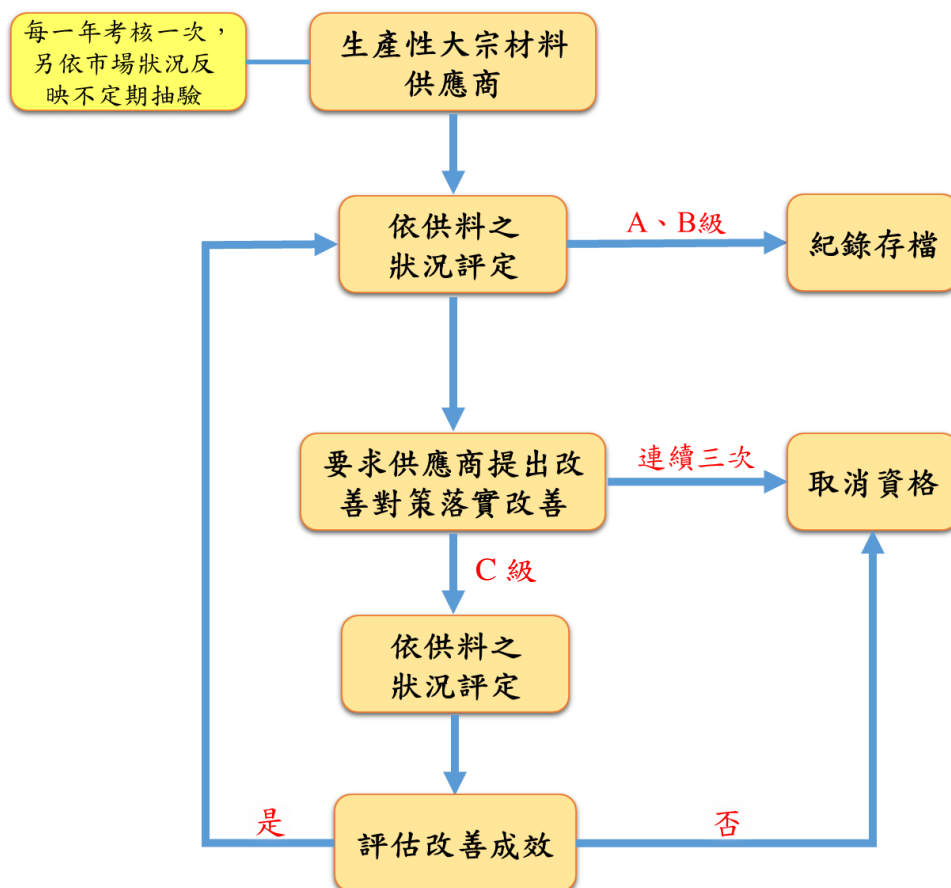 每一年考核一次，
另依市場狀況反
映不定期抽驗
生產性大宗材料
供應商
依供料之
狀況評定
A、B級
紀錄存檔
要求供應商提出改
善對策落實改善
連續三次
取消資格
C 級
依供料之
狀況評定
是
評估改善成效
否